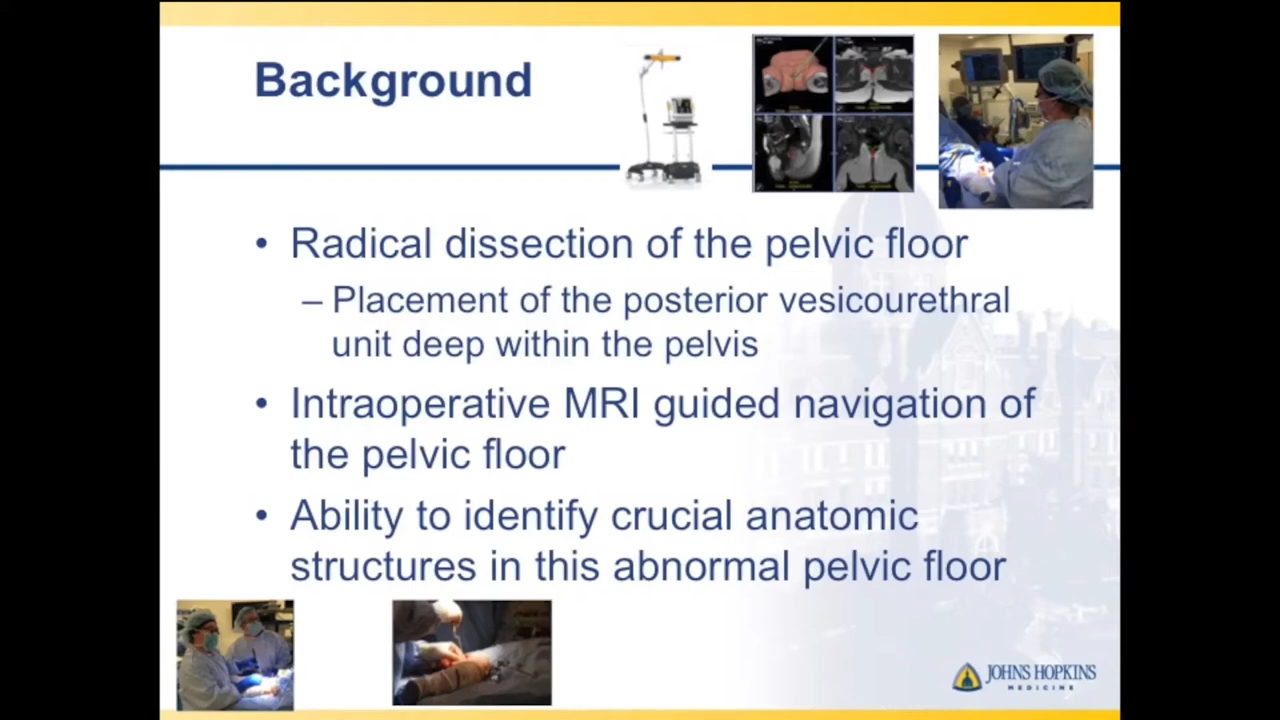 Background
• Radical dissection of the pelvic floor
– Placement of the posterior vesicourethral
unit deep within the pelvis
• Intraoperative MRI guided navigation of
the pelvic floor
• Ability to identify crucial anatomic
structures in this abnormal pelvic floor
JOHNS HOPKINS
MEDICINE